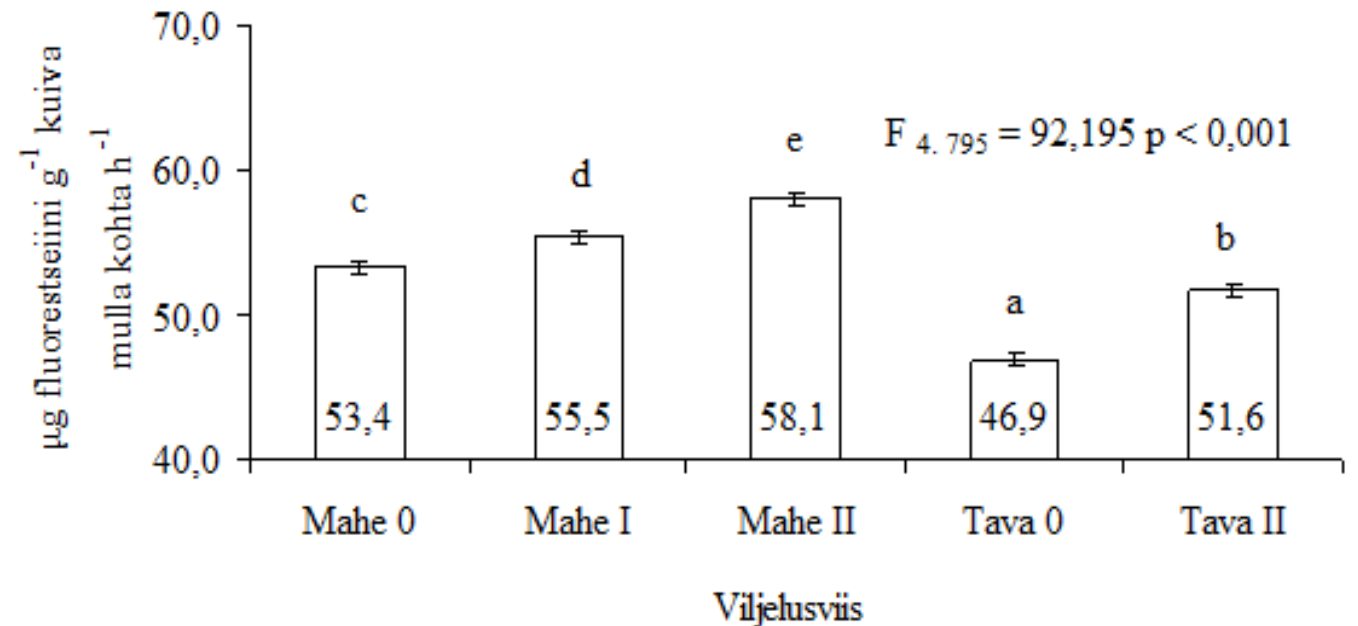 µg fluorestseiini g⁻¹ kuiva
mulla kohta h⁻¹
70,0
60,0
50,0
40,0
F 4. 795 = 92,195 p < 0,001
c
d
e
a
b
53,4
55,5
58,1
46,9
51,6
Mahe 0
Mahe I
Mahe II
Tava 0
Tava II
Viljelusviis